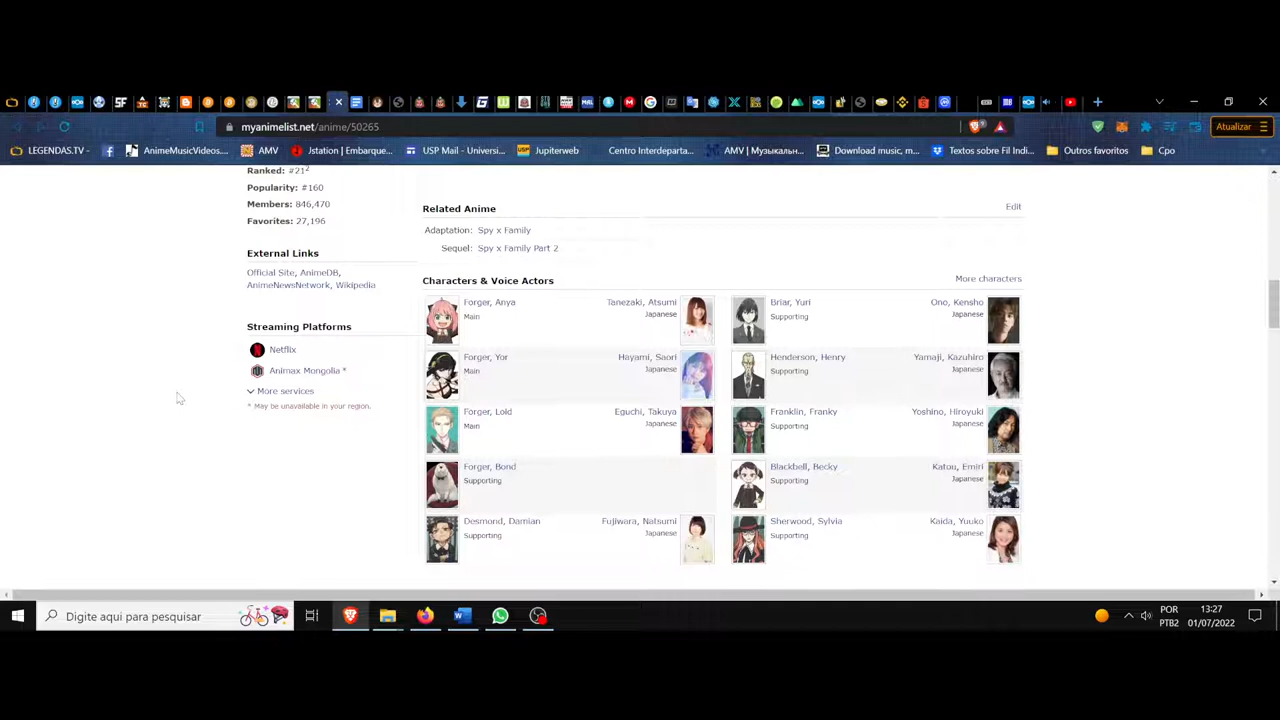 myanimelist.net/anime/50265
Atualizar
LEGENDAS.TV
AnimeMusicVideos...
AMV
Jstation | Embarque...
USP Mail - Universi...
Jupiterweb
Centro Interdeparta...
AMV | Музыкальн...
Download music, m...
Textos sobre Fil Indi...
Outros favoritos
Cpo
Ranked: #21²
Popularity: #160
Members: 846,470
Favorites: 27,196
External Links
Official Site, AnimeDB,
AnimeNewsNetwork, Wikipedia
Streaming Platforms
Netflix
Animax Mongolia *
More services
* May be unavailable in your region.
Related Anime
Edit
Adaptation: Spy x Family
Sequel: Spy x Family Part 2
Characters & Voice Actors
More characters
Forger, Anya
Main
Tanezaki, Atsumi
Japanese
Briar, Yuri
Supporting
Ono, Kensho
Japanese
Forger, Yor
Main
Hayami, Saori
Japanese
Henderson, Henry
Supporting
Yamaji, Kazuhiro
Japanese
Forger, Loid
Main
Eguchi, Takuya
Japanese
Franklin, Franky
Supporting
Yoshino, Hiroyuki
Japanese
Forger, Bond
Supporting
Blackbell, Becky
Supporting
Katou, Emiri
Japanese
Desmond, Damian
Supporting
Fujiwara, Natsumi
Japanese
Sherwood, Sylvia
Supporting
Kaida, Yuuko
Japanese
Digite aqui para pesquisar
POR
PTB2
13:27
01/07/2022